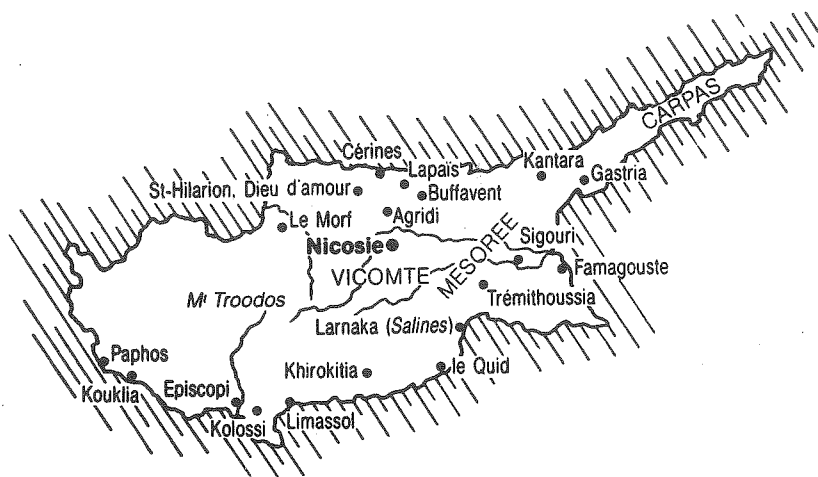 CARPAS
Cérines
Lapaïs
Kantara
Gastria
St-Hilarion, Dieu d'amour
Buffavent
Agridi
Le Morf
Nicosie
Sigouri
MESOREE
VICOMTE
Famagouste
Trémithoussia
Mt Troodos
Larnaka (Salines)
Paphos
Khirokitia
le Quid
Kouklia
Episcopi
Kolossi
Limassol